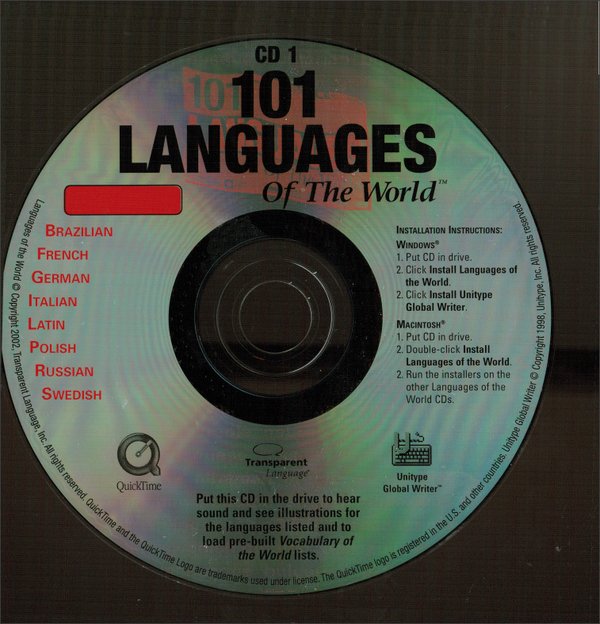 CD 1
101
LANGUAGES
Of The World™
BRAZILIAN
FRENCH
GERMAN
ITALIAN
LATIN
POLISH
RUSSIAN
SWEDISH
INSTALLATION INSTRUCTIONS:
WINDOWS®
1. Put CD in drive.
2. Click Install Languages of
the World.
2. Click Install Unitype
Global Writer.
MACINTOSH®
1. Put CD in drive.
2. Double-click Install
Languages of the World.
2. Run the installers on the
other Languages of the
World CDs.
QuickTime
Transparent
Language®
Unitype
Global Writer™
Put this CD in the drive to hear
sound and see illustrations for
the languages listed and to
load pre-built Vocabulary of
the World lists.
Languages of the World © Copyright 2002, Transparent Language, Inc. All rights reserved. QuickTime and the QuickTime Logo are trademarks used under license. The QuickTime logo is registered in the U.S. and other countries. Unitype Global Writer © Copyright 1998, Unitype, Inc. All rights reserved.